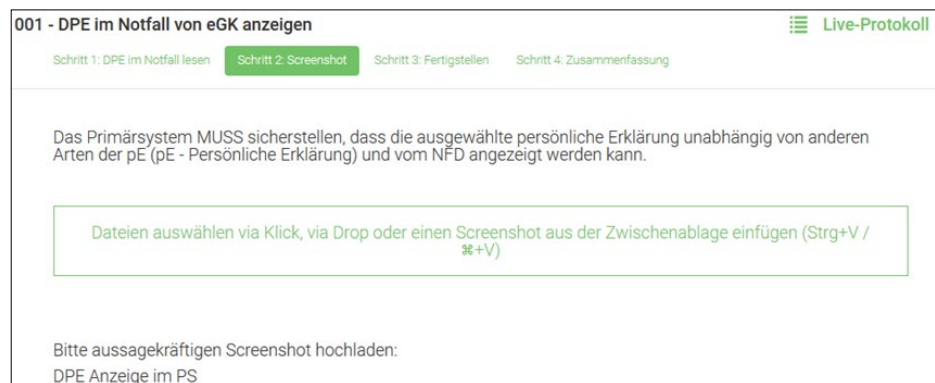 001 - DPE im Notfall von eGK anzeigen
Live-Protokoll
Schritt 1: DPE im Notfall lesen Schritt 2: Screenshot Schritt 3: Fertigstellen Schritt 4: Zusammenfassung
Das Primärsystem MUSS sicherstellen, dass die ausgewählte persönliche Erklärung unabhängig von anderen
Arten der pE (pE - Persönliche Erklärung) und vom NFD angezeigt werden kann.
Dateien auswählen via Klick, via Drop oder einen Screenshot aus der Zwischenablage einfügen (Strg+V /
⌘+V)
Bitte aussagekräftigen Screenshot hochladen:
DPE Anzeige im PS